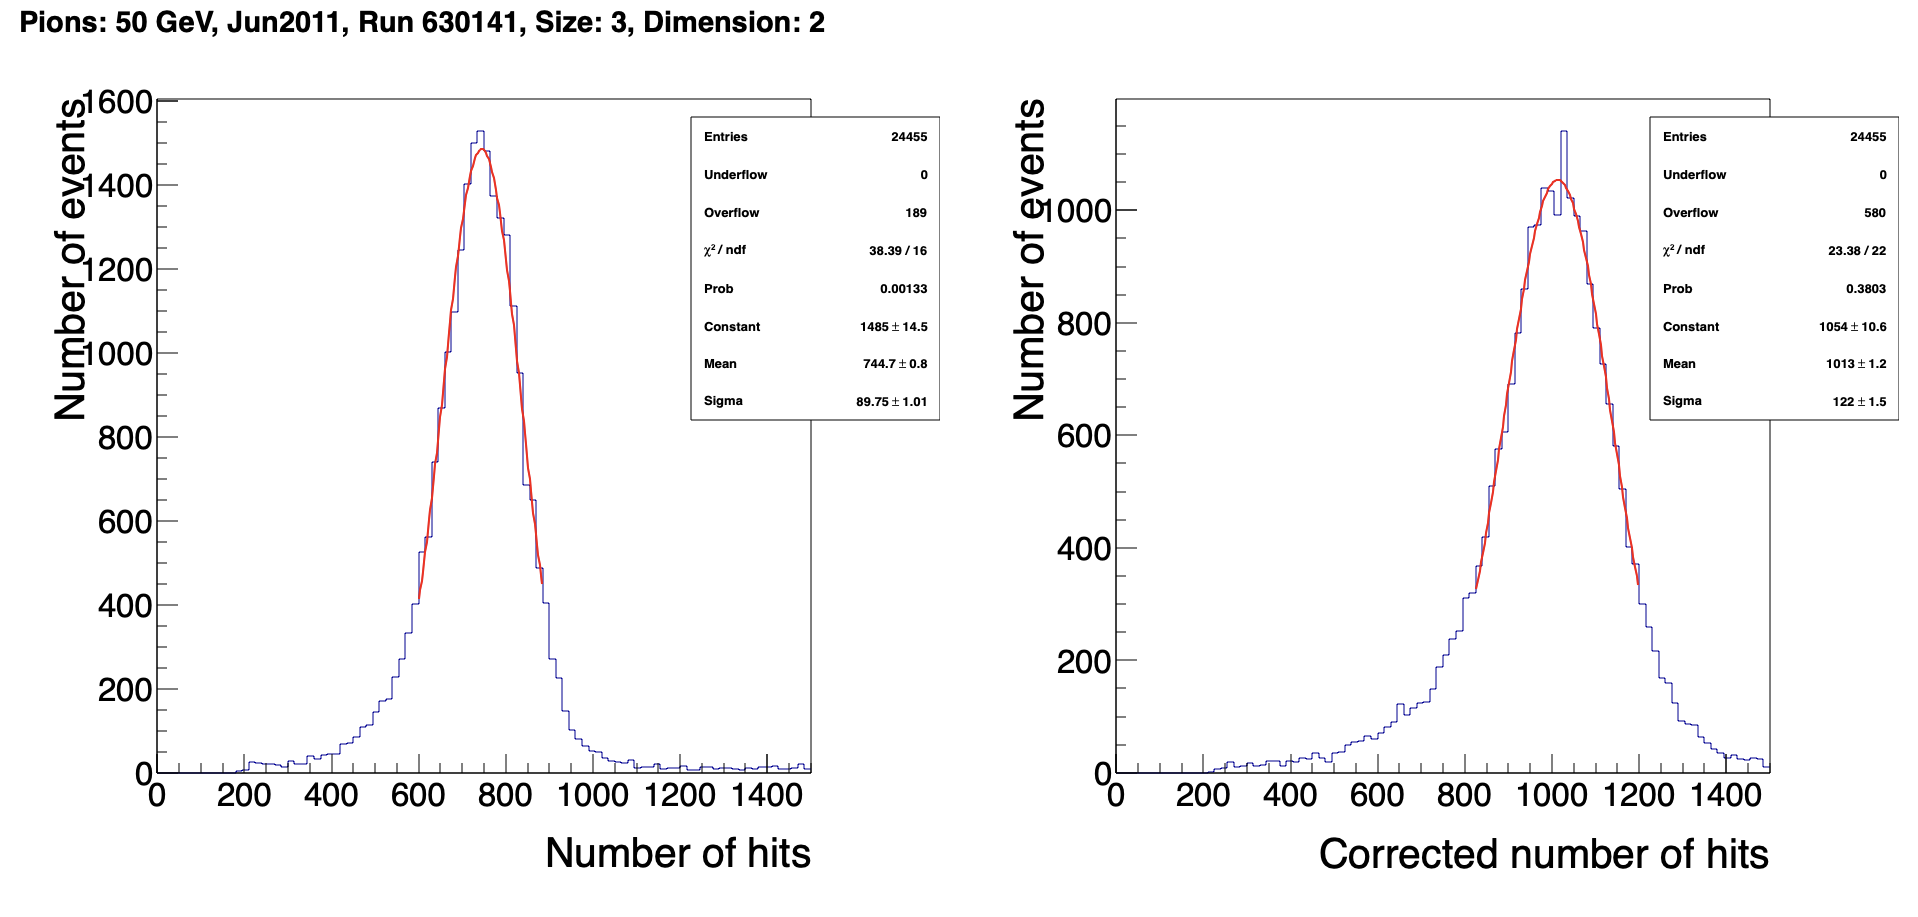 Pions: 50 GeV, Jun2011, Run 630141, Size: 3, Dimension: 2
Number of events
1600
1400
1200
1000
800
600
400
200
0
0 200 400 600 800 1000 1200 1400
Number of hits
Entries 24455
Underflow 0
Overflow 189
χ² / ndf 38.39 / 16
Prob 0.00133
Constant 1485 ± 14.5
Mean 744.7 ± 0.8
Sigma 89.75 ± 1.01
Number of events
1000
800
600
400
200
0
0 200 400 600 800 1000 1200 1400
Corrected number of hits
Entries 24455
Underflow 0
Overflow 580
χ² / ndf 23.38 / 22
Prob 0.3803
Constant 1054 ± 10.6
Mean 1013 ± 1.2
Sigma 122 ± 1.5